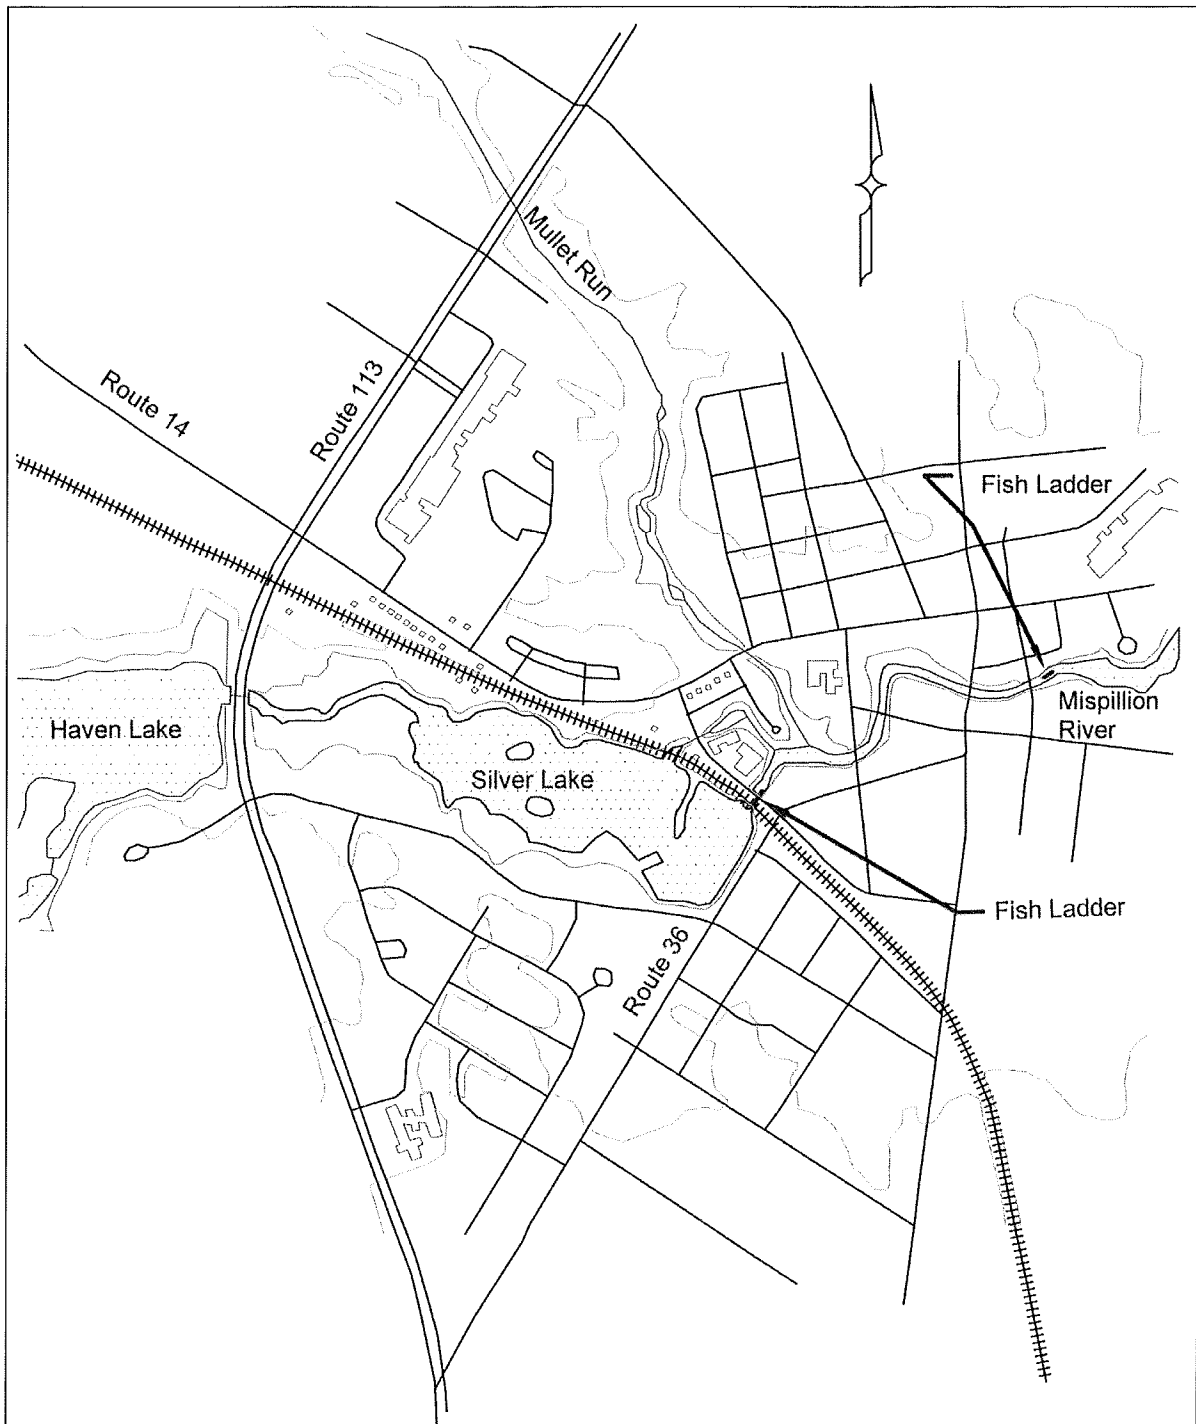 Mullet Run
Route 14
Route 113
Fish Ladder
Haven Lake
Silver Lake
Mispillion
River
Fish Ladder
Route 36